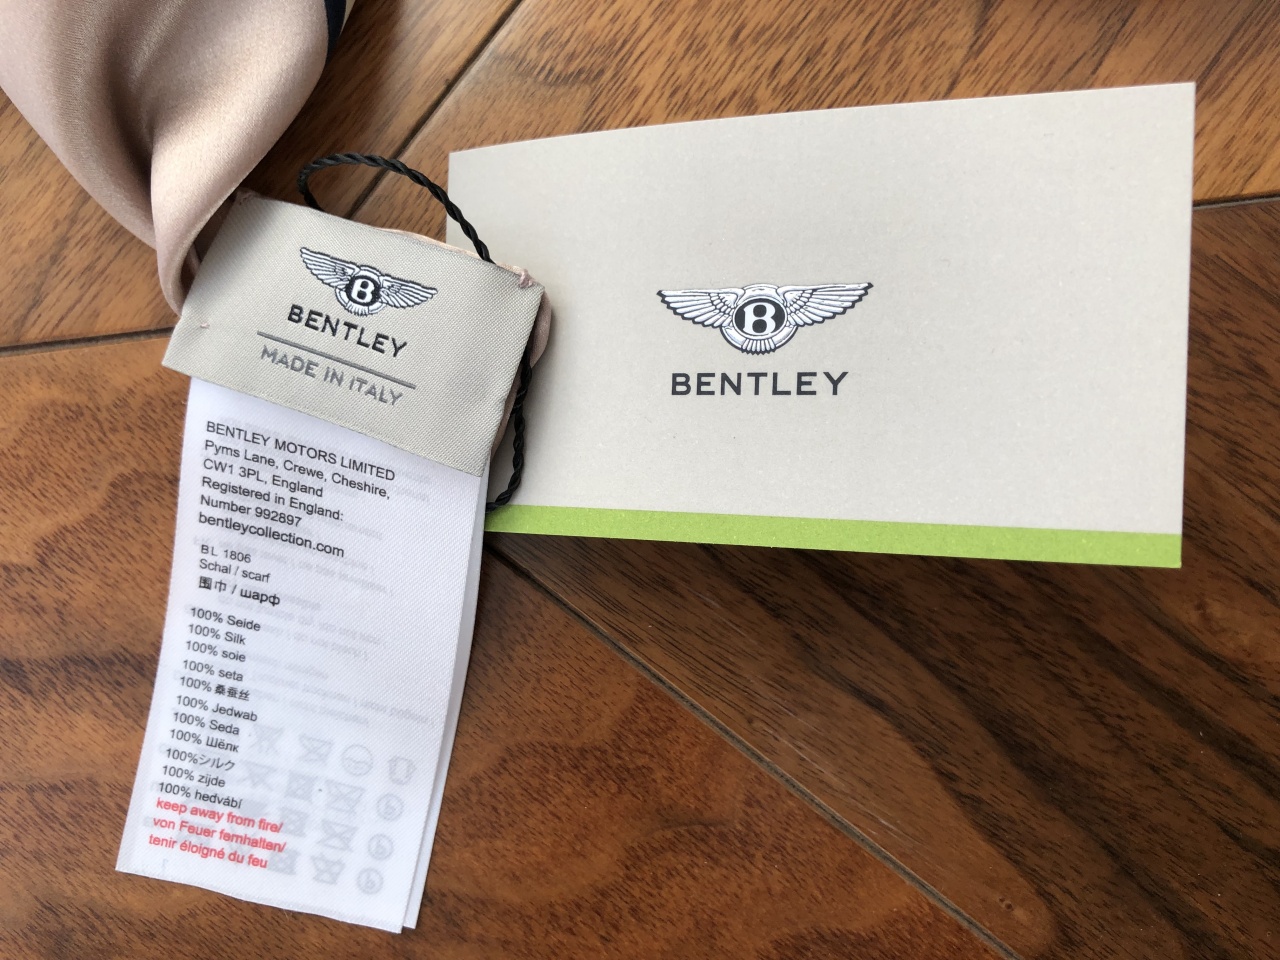 B
BENTLEY
MADE IN ITALY
BENTLEY MOTORS LIMITED
Pyms Lane, Crewe, Cheshire,
CW1 3PL, England
Registered in England:
Number 992897
bentleycollection.com
BL 1806
Schal / scarf
围巾 / шарф
100% Seide
100% Silk
100% soie
100% seta
100% 桑蚕丝
100% Jedwab
100% Seda
100% Шёлк
100%シルク
100% zijde
100% hedvábí
keep away from fire/
von Feuer fernhalten/
tenir éloigné du feu
B
BENTLEY